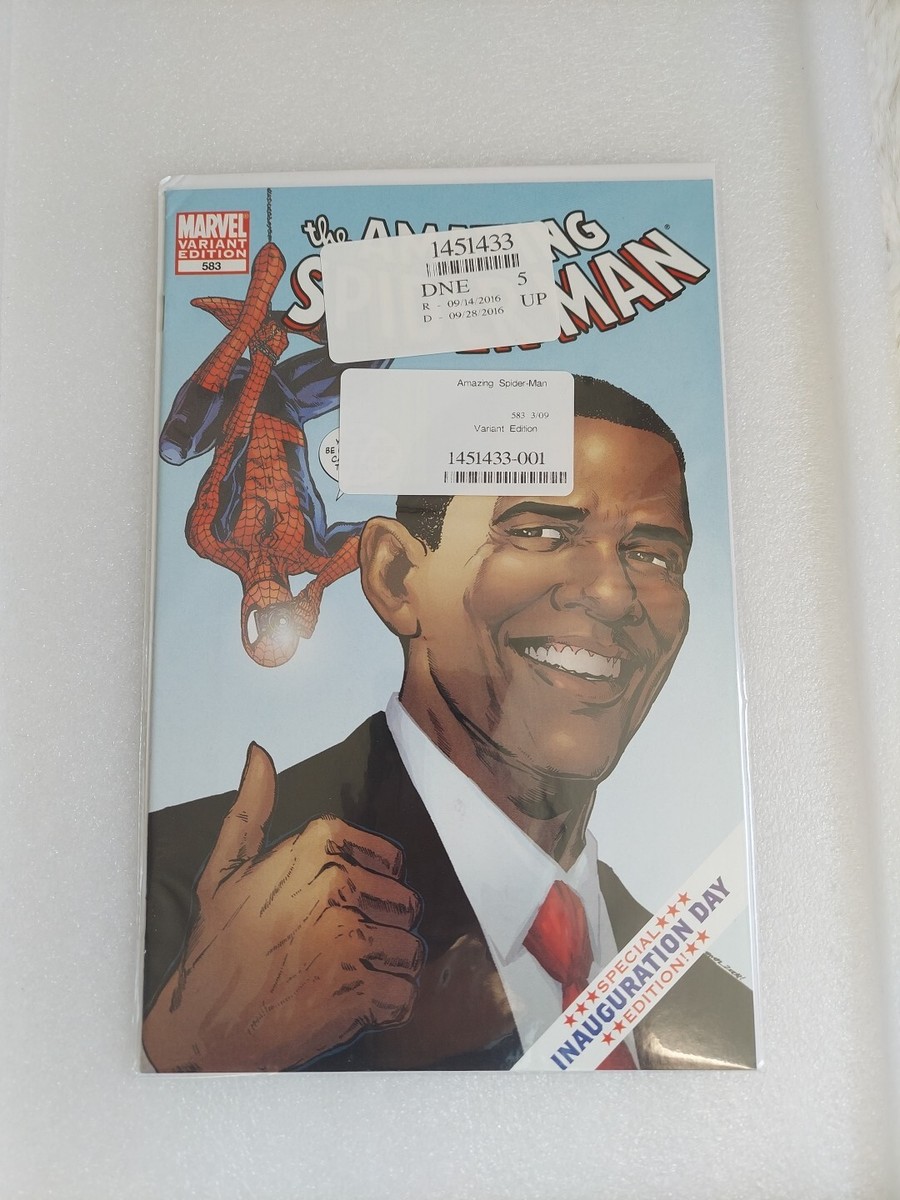 MARVEL
VARIANT
EDITION
583
the AMAZING
SPIDER-MAN
1451433
DNE 5
R - 09/14/2016 UP
D - 09/28/2016
Amazing Spider-Man
583 3/09
Variant Edition
1451433-001
BE
SPECIAL
INAUGURATION DAY
EDITION!